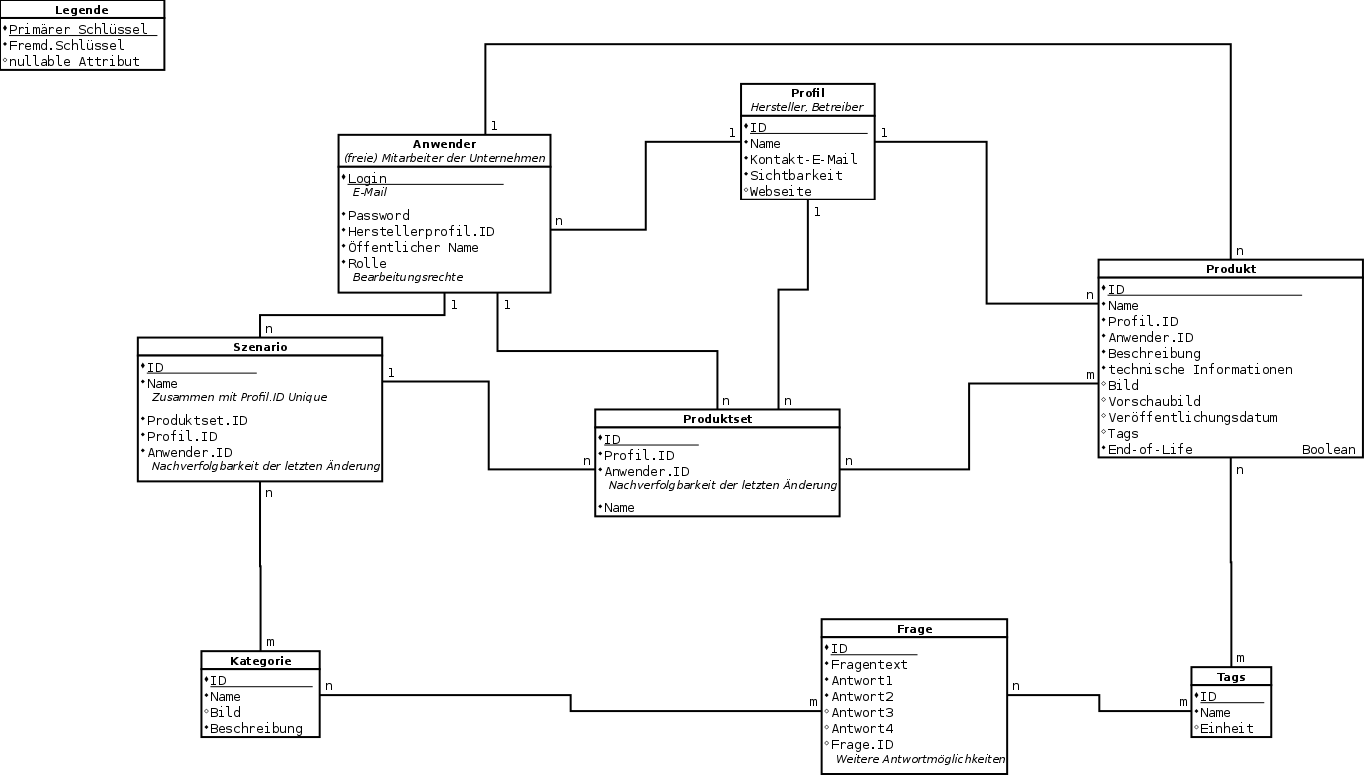 Legende
Primärer Schlüssel
Fremd.Schlüssel
nullable Attribut
Profil
Hersteller, Betreiber
ID
Name
Kontakt-E-Mail
Sichtbarkeit
Webseite
1
1
1
1
Anwender
(freie) Mitarbeiter der Unternehmen
Login
E-Mail
Password
Herstellerprofil.ID
Öffentlicher Name
Rolle
Bearbeitungsrechte
n
1
1
n
n
m
Produkt
ID
Name
Profil.ID
Anwender.ID
Beschreibung
technische Informationen
Bild
Vorschaubild
Veröffentlichungsdatum
Tags
End-of-Life Boolean
n
n
Szenario
ID
Name
Zusammen mit Profil.ID Unique
Produktset.ID
Profil.ID
Anwender.ID
Nachverfolgbarkeit der letzten Änderung
1
n
n
n
n
n
Produktset
ID
Profil.ID
Anwender.ID
Nachverfolgbarkeit der letzten Änderung
Name
m
Kategorie
ID
Name
Bild
Beschreibung
n
m
Frage
ID
Fragentext
Antwort1
Antwort2
Antwort3
Antwort4
Frage.ID
Weitere Antwortmöglichkeiten
n
m
m
Tags
ID
Name
Einheit